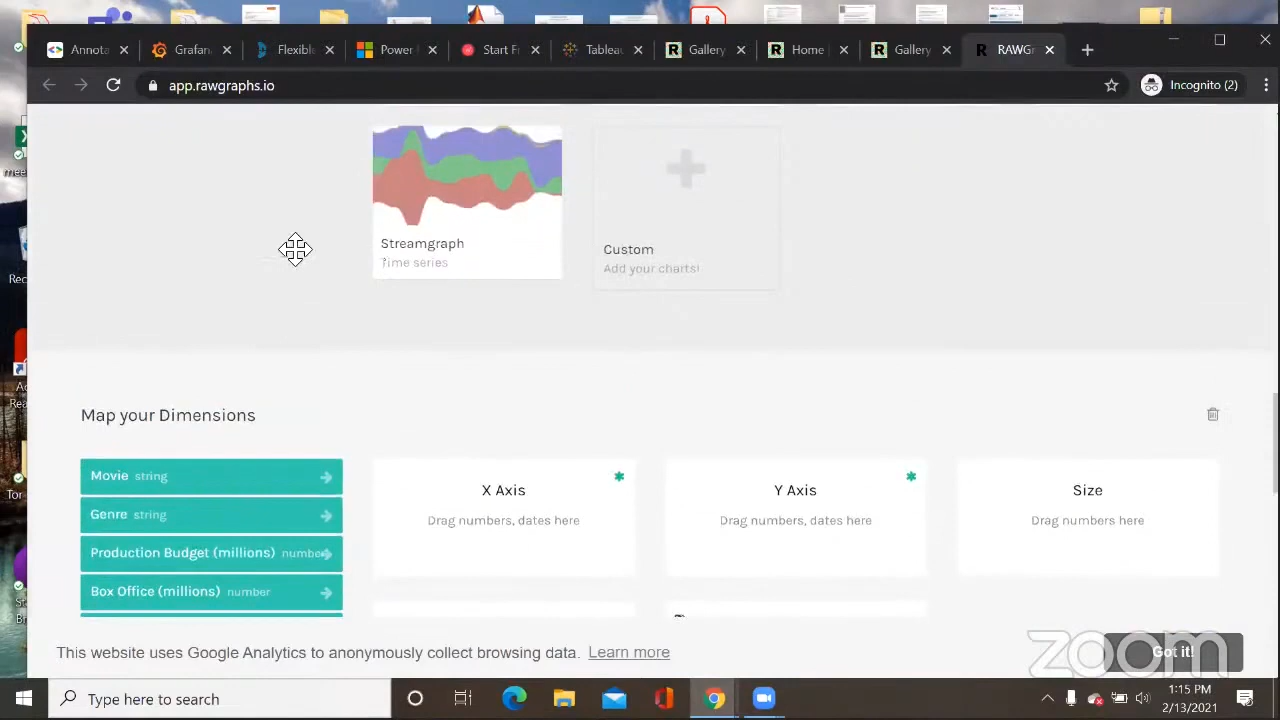 Annote
Grafan
Flexibl
Power
Start Fr
Tableau
Gallery
Home
Gallery
RAWGr
app.rawgraphs.io
Incognito (2)
Streamgraph
Time series
Custom
Add your charts!
Map your Dimensions
Movie string
Genre string
Production Budget (millions) number
Box Office (millions) number
X Axis
Drag numbers, dates here
Y Axis
Drag numbers, dates here
Size
Drag numbers here
This website uses Google Analytics to anonymously collect browsing data. Learn more
Got it!
zoom
Type here to search
1:15 PM
2/13/2021